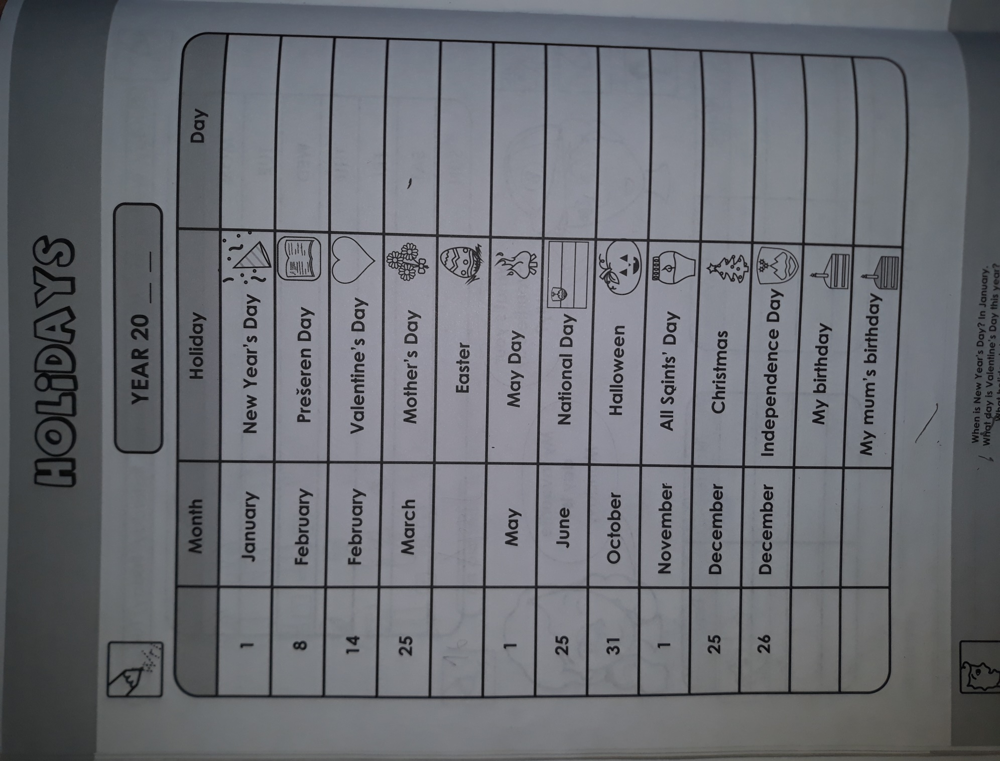 HOLiDAYS
YEAR 20 _ _
Month Holiday Day
1 January New Year's Day
8 February Prešeren Day
14 February Valentine's Day
25 March Mother's Day
Easter
1 May May Day
25 June National Day
31 October Halloween
1 November All Saints' Day
25 December Christmas
26 December Independence Day
My birthday
My mum's birthday
When is New Year's Day? In January.
What day is Valentine's Day this year?